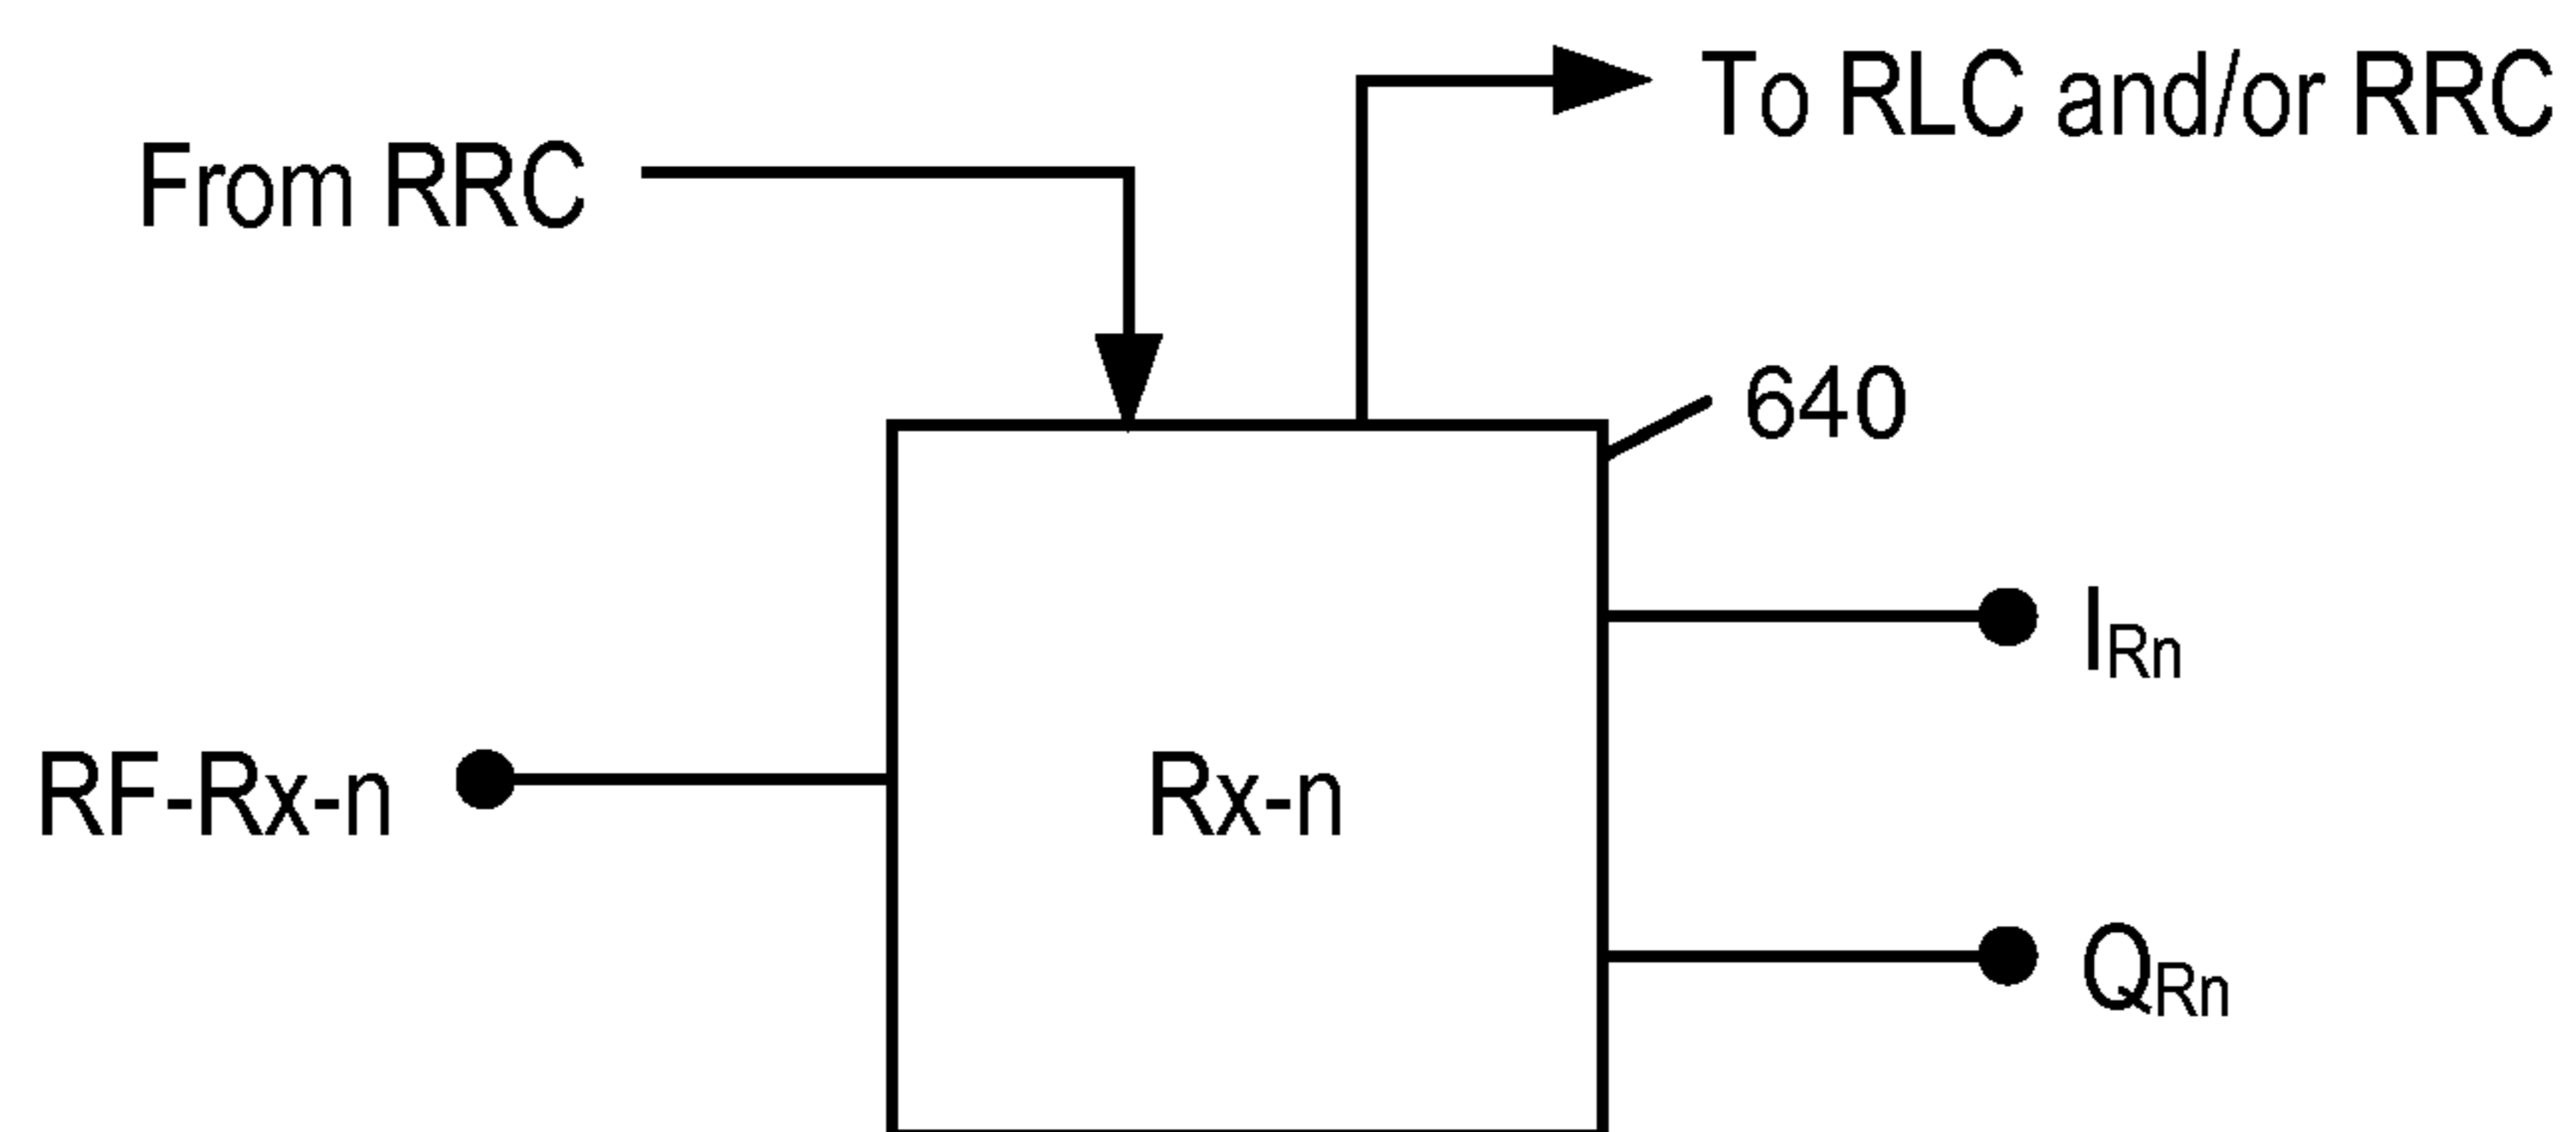 To RLC and/or RRC
From RRC
640
IRn
RF-Rx-n
Rx-n
QRn